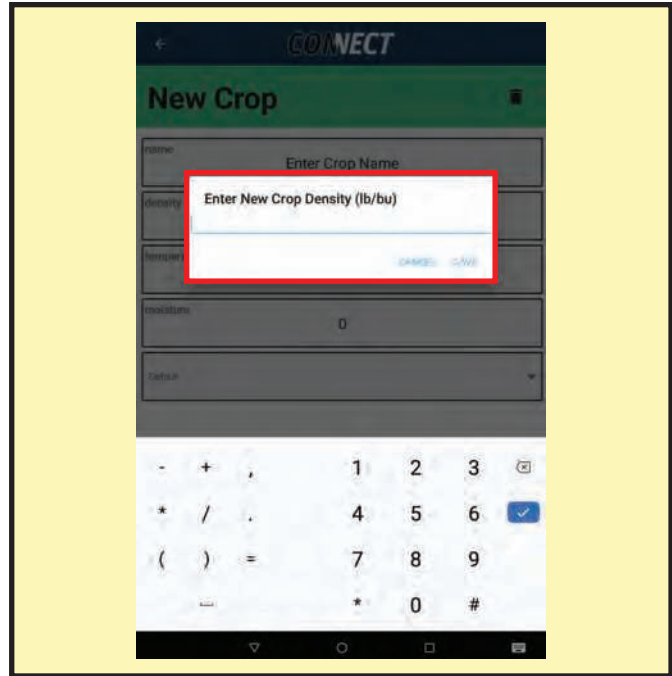 CONNECT
New Crop
name
Enter Crop Name
density
Enter New Crop Density (lb/bu)
CANCEL SAVE
moisture
0
- + , 1 2 3
* / . 4 5 6
( ) = 7 8 9
* 0 #